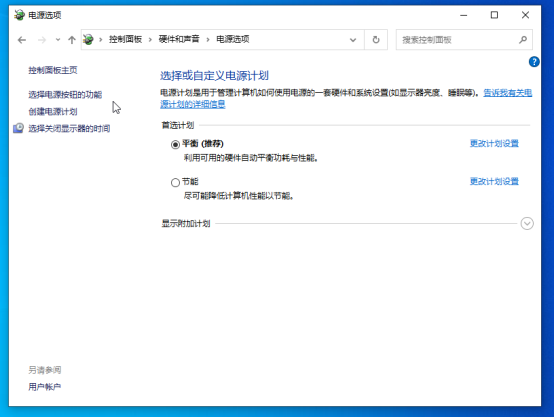 电源选项
控制面板 › 硬件和声音 › 电源选项
搜索控制面板
控制面板主页
选择电源按钮的功能
创建电源计划
选择关闭显示器的时间
选择或自定义电源计划
电源计划是用于管理计算机如何使用电源的一套硬件和系统设置(如显示器亮度、睡眠等)。告诉我有关电
源计划的详细信息
首选计划
平衡 (推荐) 更改计划设置
利用可用的硬件自动平衡功耗与性能。
节能 更改计划设置
尽可能降低计算机性能以节能。
显示附加计划
另请参阅
用户帐户